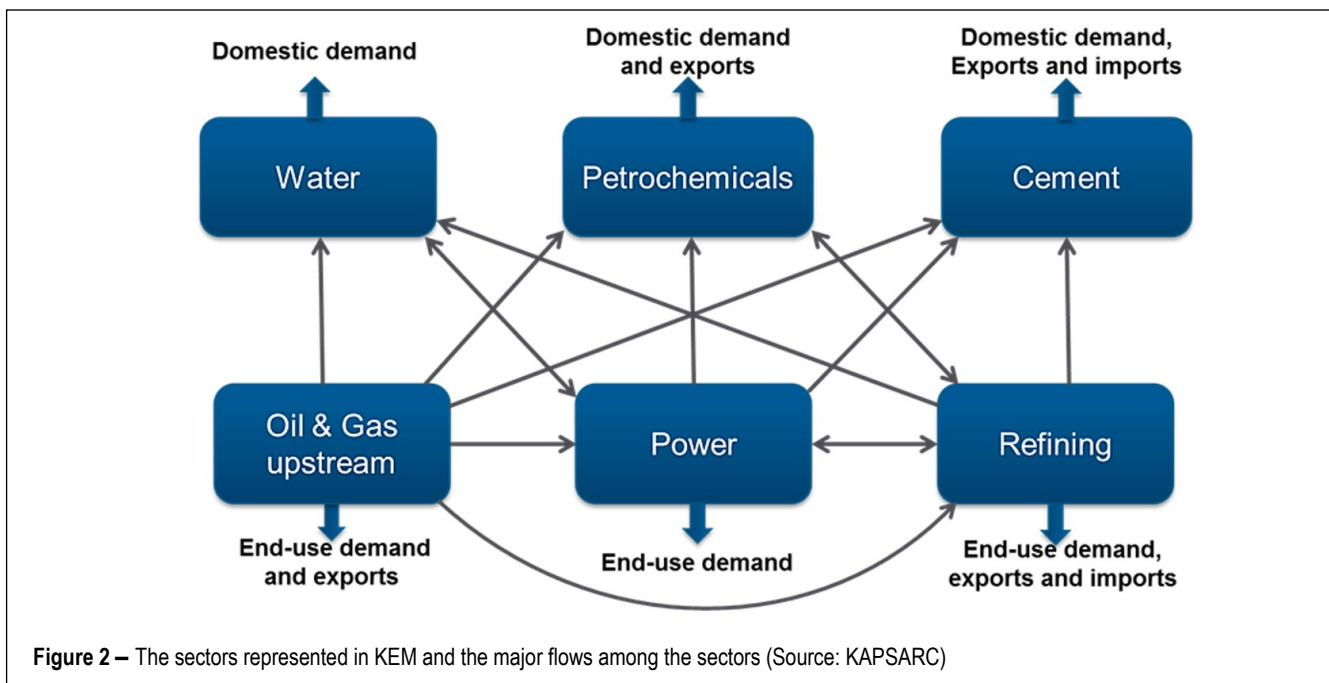 Domestic demand
Domestic demand
and exports
Domestic demand,
Exports and imports
Water
Petrochemicals
Cement
Oil & Gas
upstream
Power
Refining
End-use demand
and exports
End-use demand
End-use demand,
exports and imports
Figure 2 – The sectors represented in KEM and the major flows among the sectors (Source: KAPSARC)